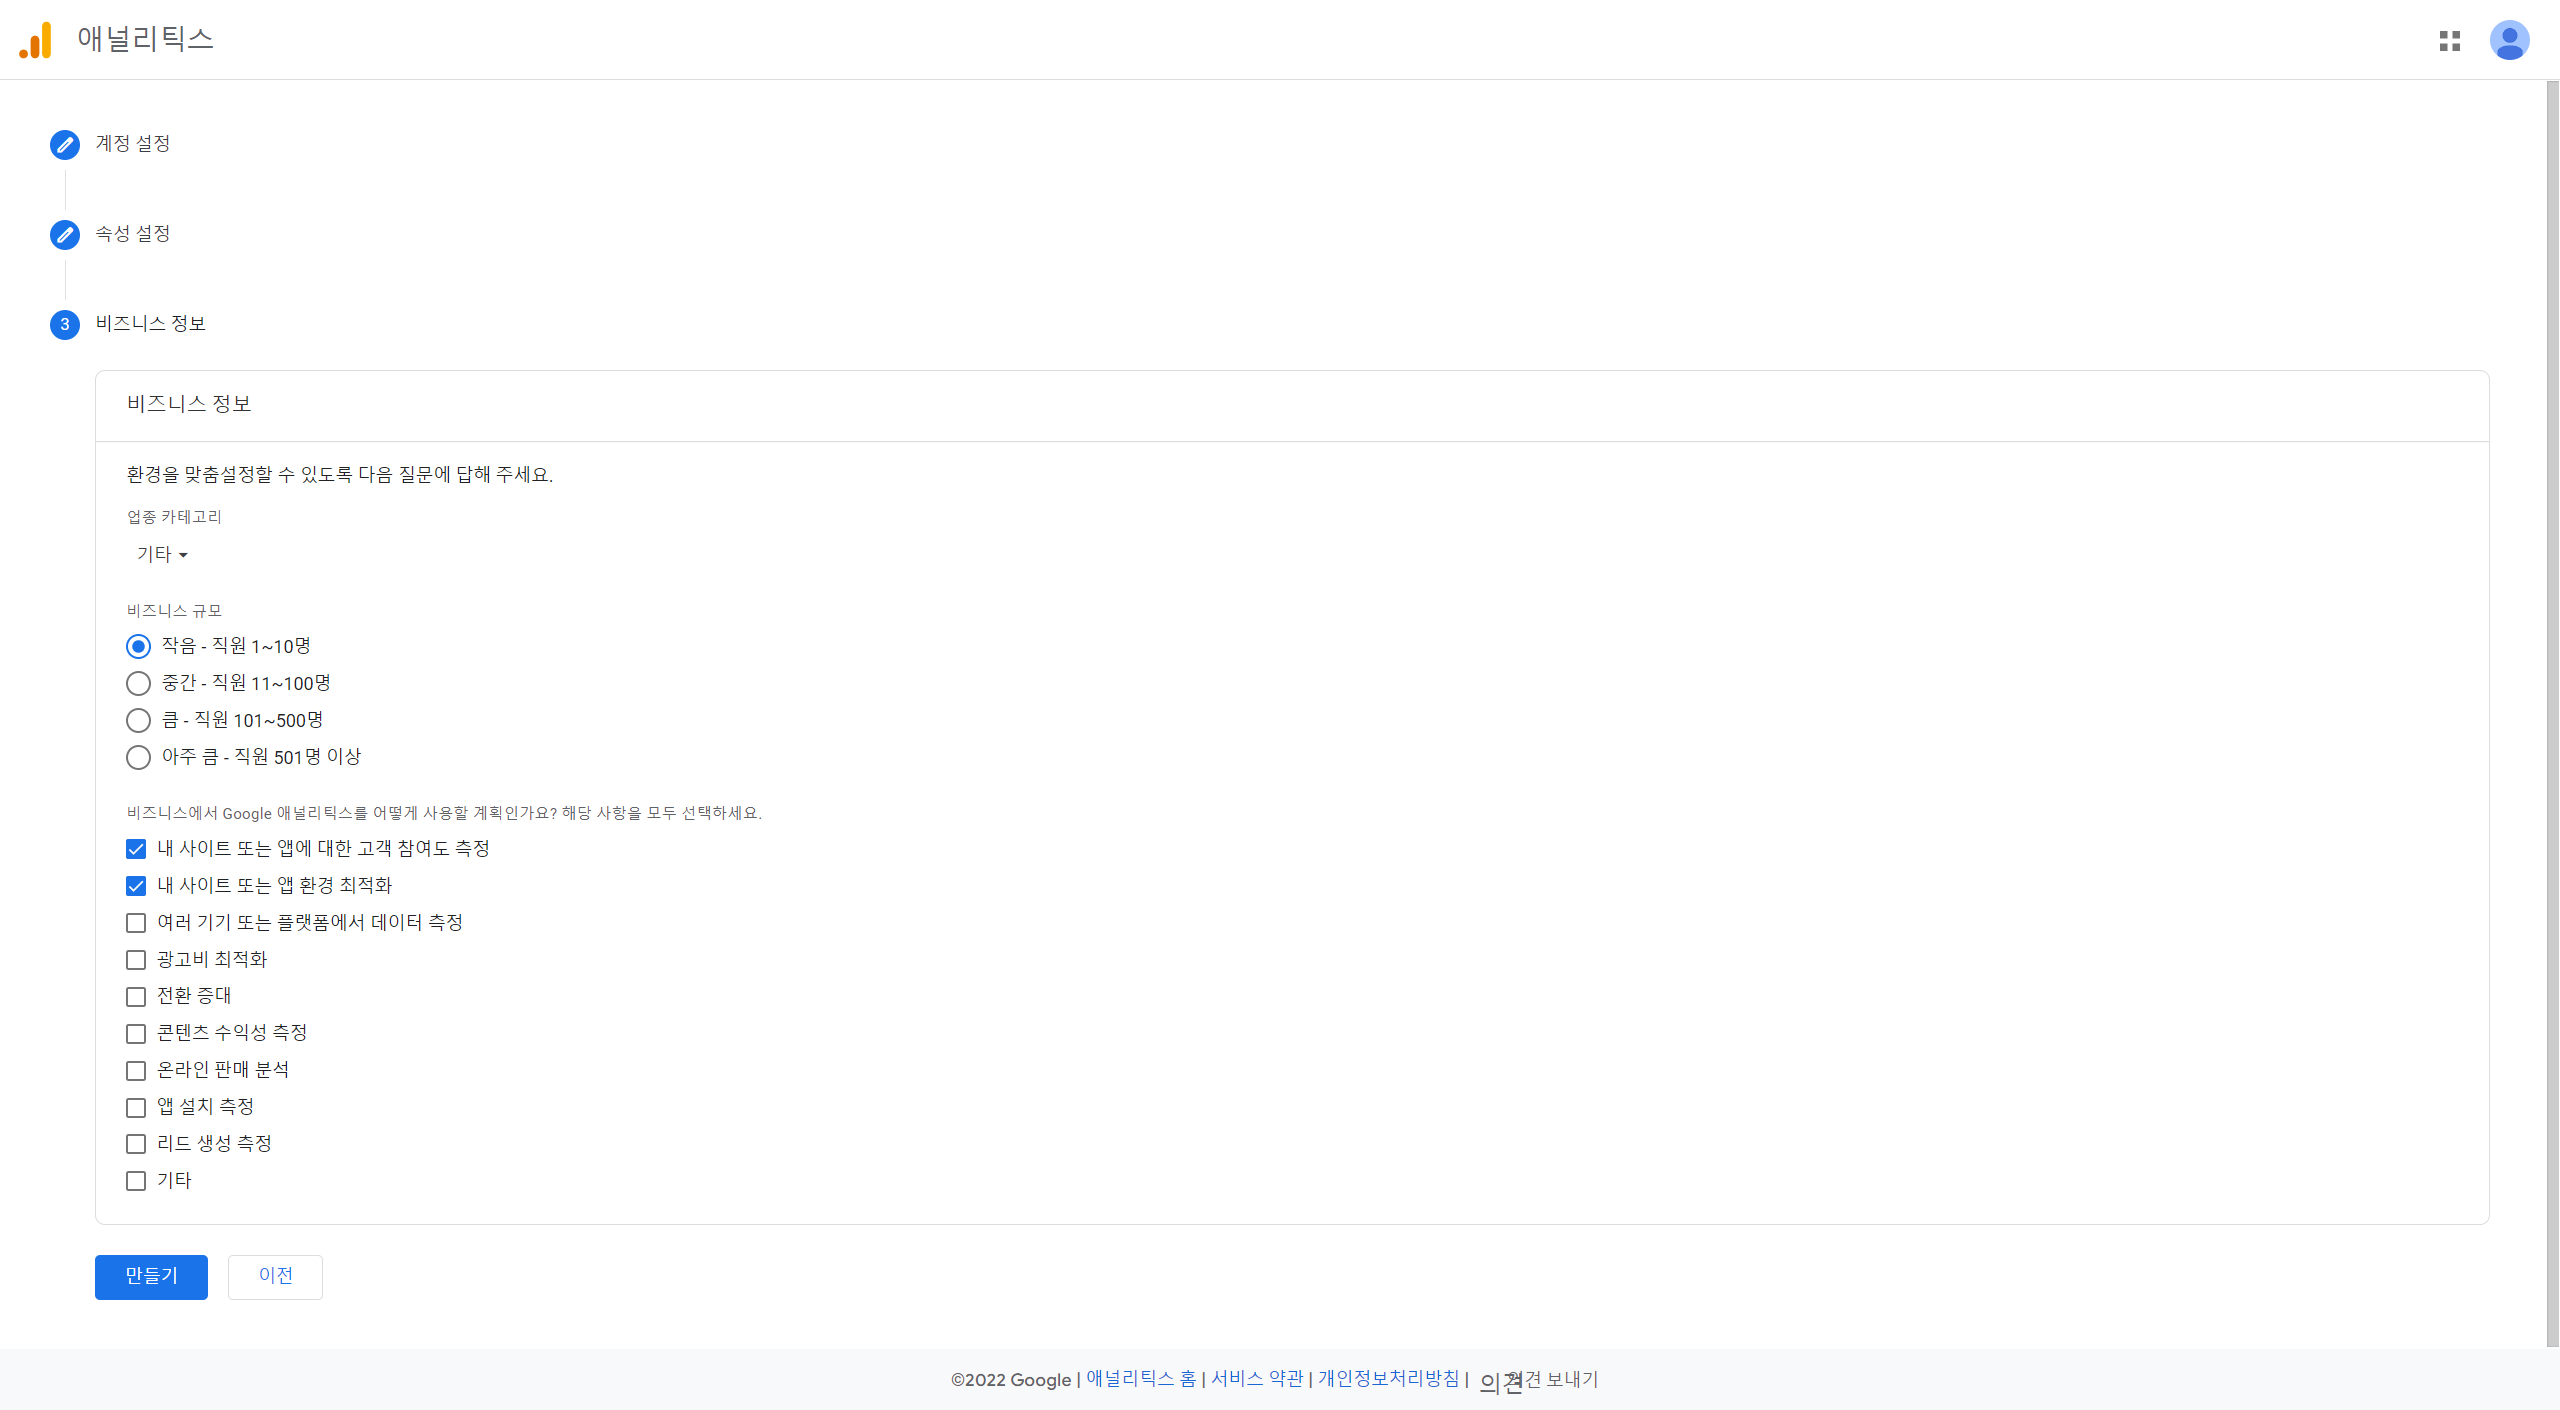 애널리틱스
계정 설정
속성 설정
3 비즈니스 정보
비즈니스 정보
환경을 맞춤설정할 수 있도록 다음 질문에 답해 주세요.
업종 카테고리
기타
비즈니스 규모
작음 - 직원 1~10명
중간 - 직원 11~100명
큼 - 직원 101~500명
아주 큼 - 직원 501명 이상
비즈니스에서 Google 애널리틱스를 어떻게 사용할 계획인가요? 해당 사항을 모두 선택하세요.
내 사이트 또는 앱에 대한 고객 참여도 측정
내 사이트 또는 앱 환경 최적화
여러 기기 또는 플랫폼에서 데이터 측정
광고비 최적화
전환 증대
콘텐츠 수익성 측정
온라인 판매 분석
앱 설치 측정
리드 생성 측정
기타
만들기 이전
©2022 Google | 애널리틱스 홈 | 서비스 약관 | 개인정보처리방침 | 의견 의견 보내기